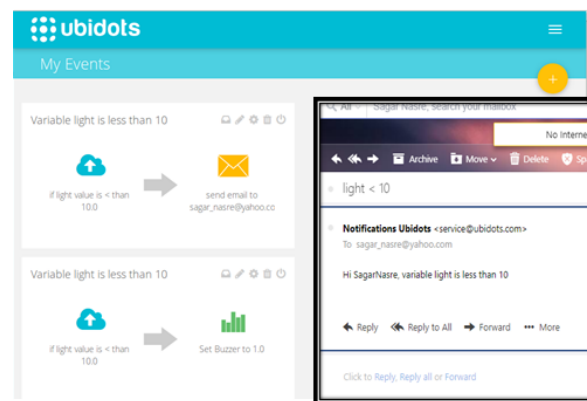 ubidots
My Events
+
Variable light is less than 10
if light value is < than
10.0
send email to
sagar_nasre@yahoo.cc
Variable light is less than 10
if light value is < than
10.0
Set Buzzer to 1.0
All Sagar Nasre, search your mailbox
No Interne
Archive Move Delete Sp
light < 10
Notifications Ubidots <service@ubidots.com>
To sagar_nasre@yahoo.com
Hi SagarNasre, variable light is less than 10
Reply Reply to All Forward ••• More
Click to Reply, Reply all or Forward